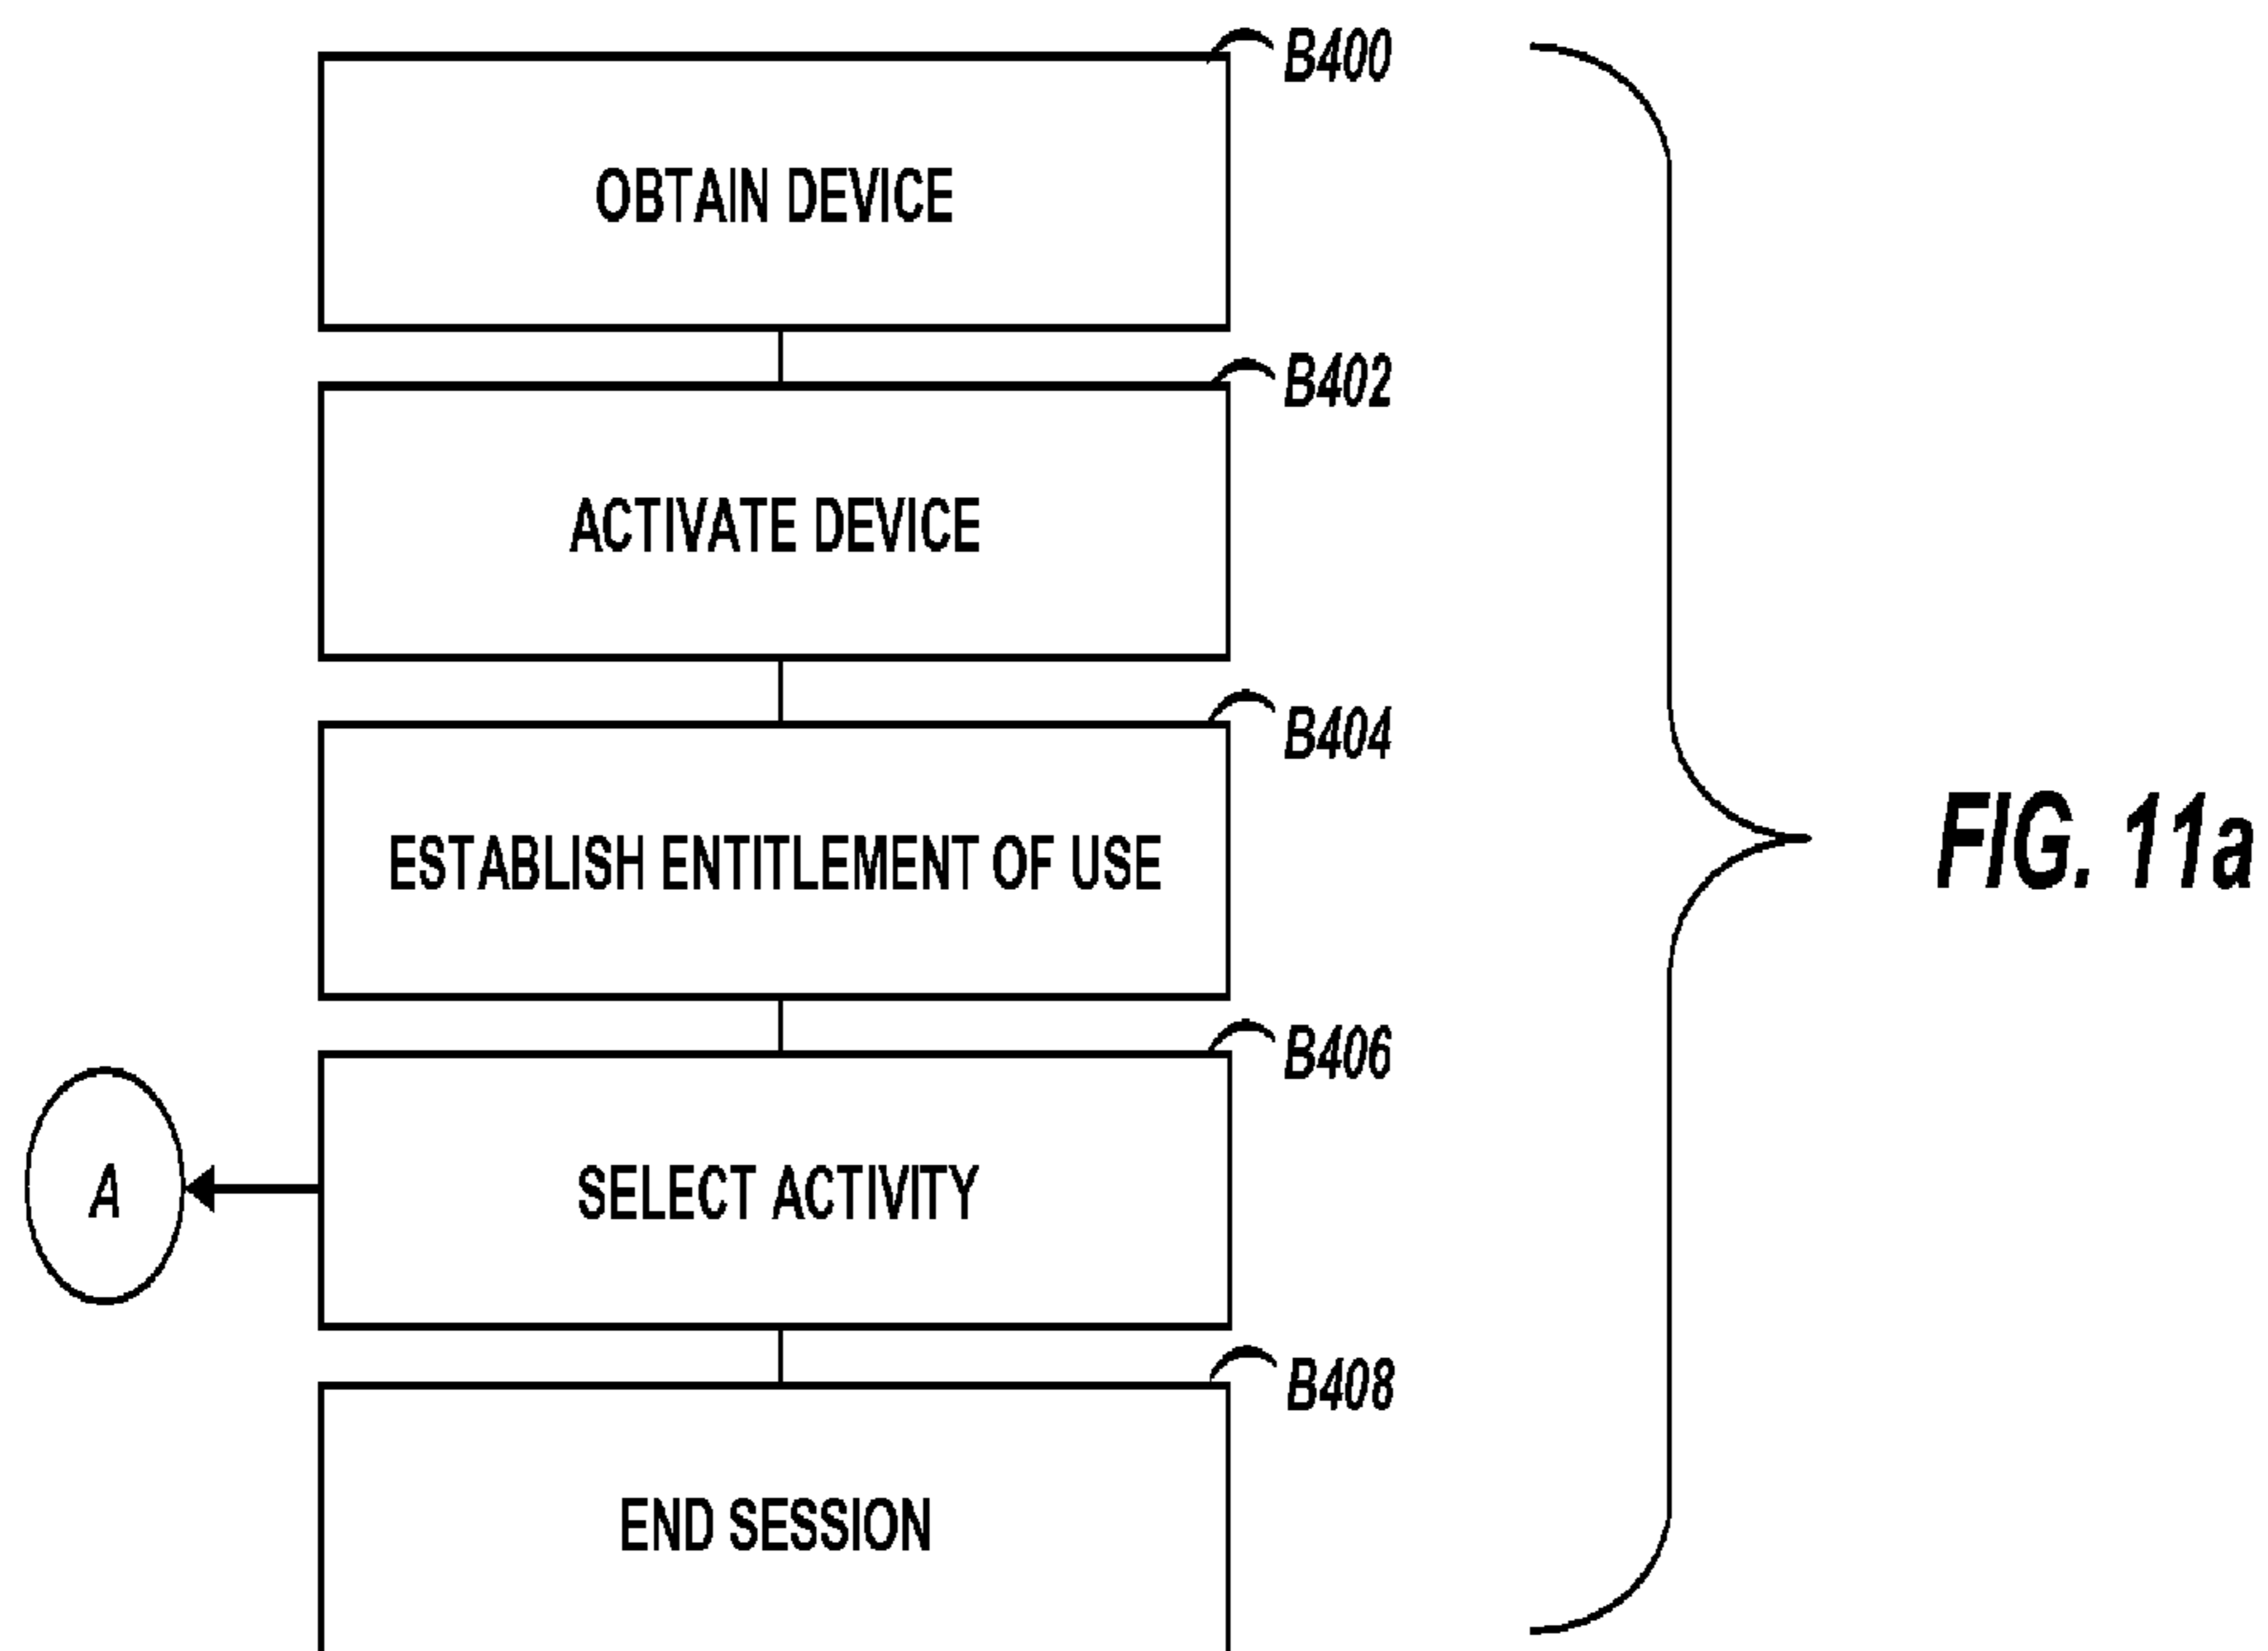 B400
OBTAIN DEVICE
B402
ACTIVATE DEVICE
B404
ESTABLISH ENTITLEMENT OF USE
FIG. 11a
B406
A
SELECT ACTIVITY
B408
END SESSION